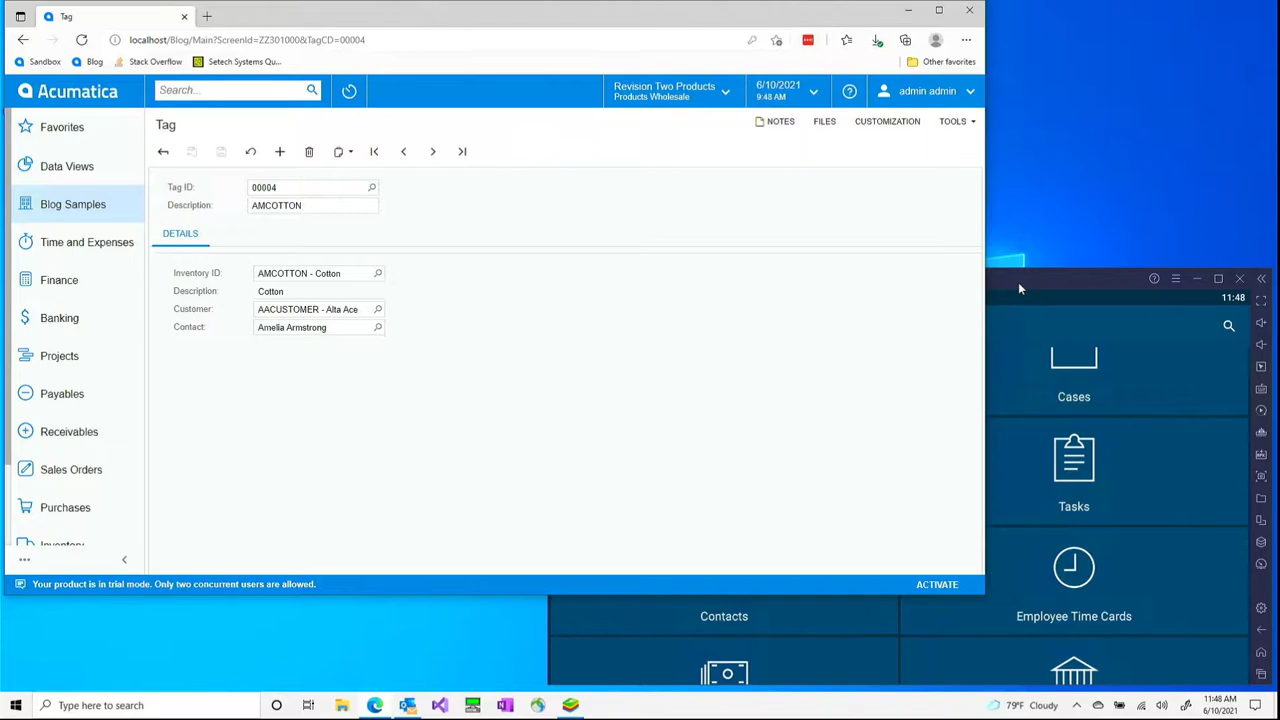 Tag
localhost/Blog/Main?ScreenId=ZZ301000&TagCD=00004
Sandbox
Blog
Stack Overflow
Setech Systems Qu...
Other favorites
Acumatica
Search...
Revision Two Products
Products Wholesale
6/10/2021
9:48 AM
admin admin
Tag
NOTES
FILES
CUSTOMIZATION
TOOLS
Favorites
Data Views
Blog Samples
Time and Expenses
Finance
Banking
Projects
Payables
Receivables
Sales Orders
Purchases
Inventory
Tag ID:
00004
Description:
AMCOTTON
DETAILS
Inventory ID:
AMCOTTON - Cotton
Description:
Cotton
Customer:
AACUSTOMER - Alta Ace
Contact:
Amelia Armstrong
Your product is in trial mode. Only two concurrent users are allowed.
ACTIVATE
11:48
Cases
Tasks
Contacts
Employee Time Cards
Type here to search
79°F Cloudy
11:48 AM
6/10/2021